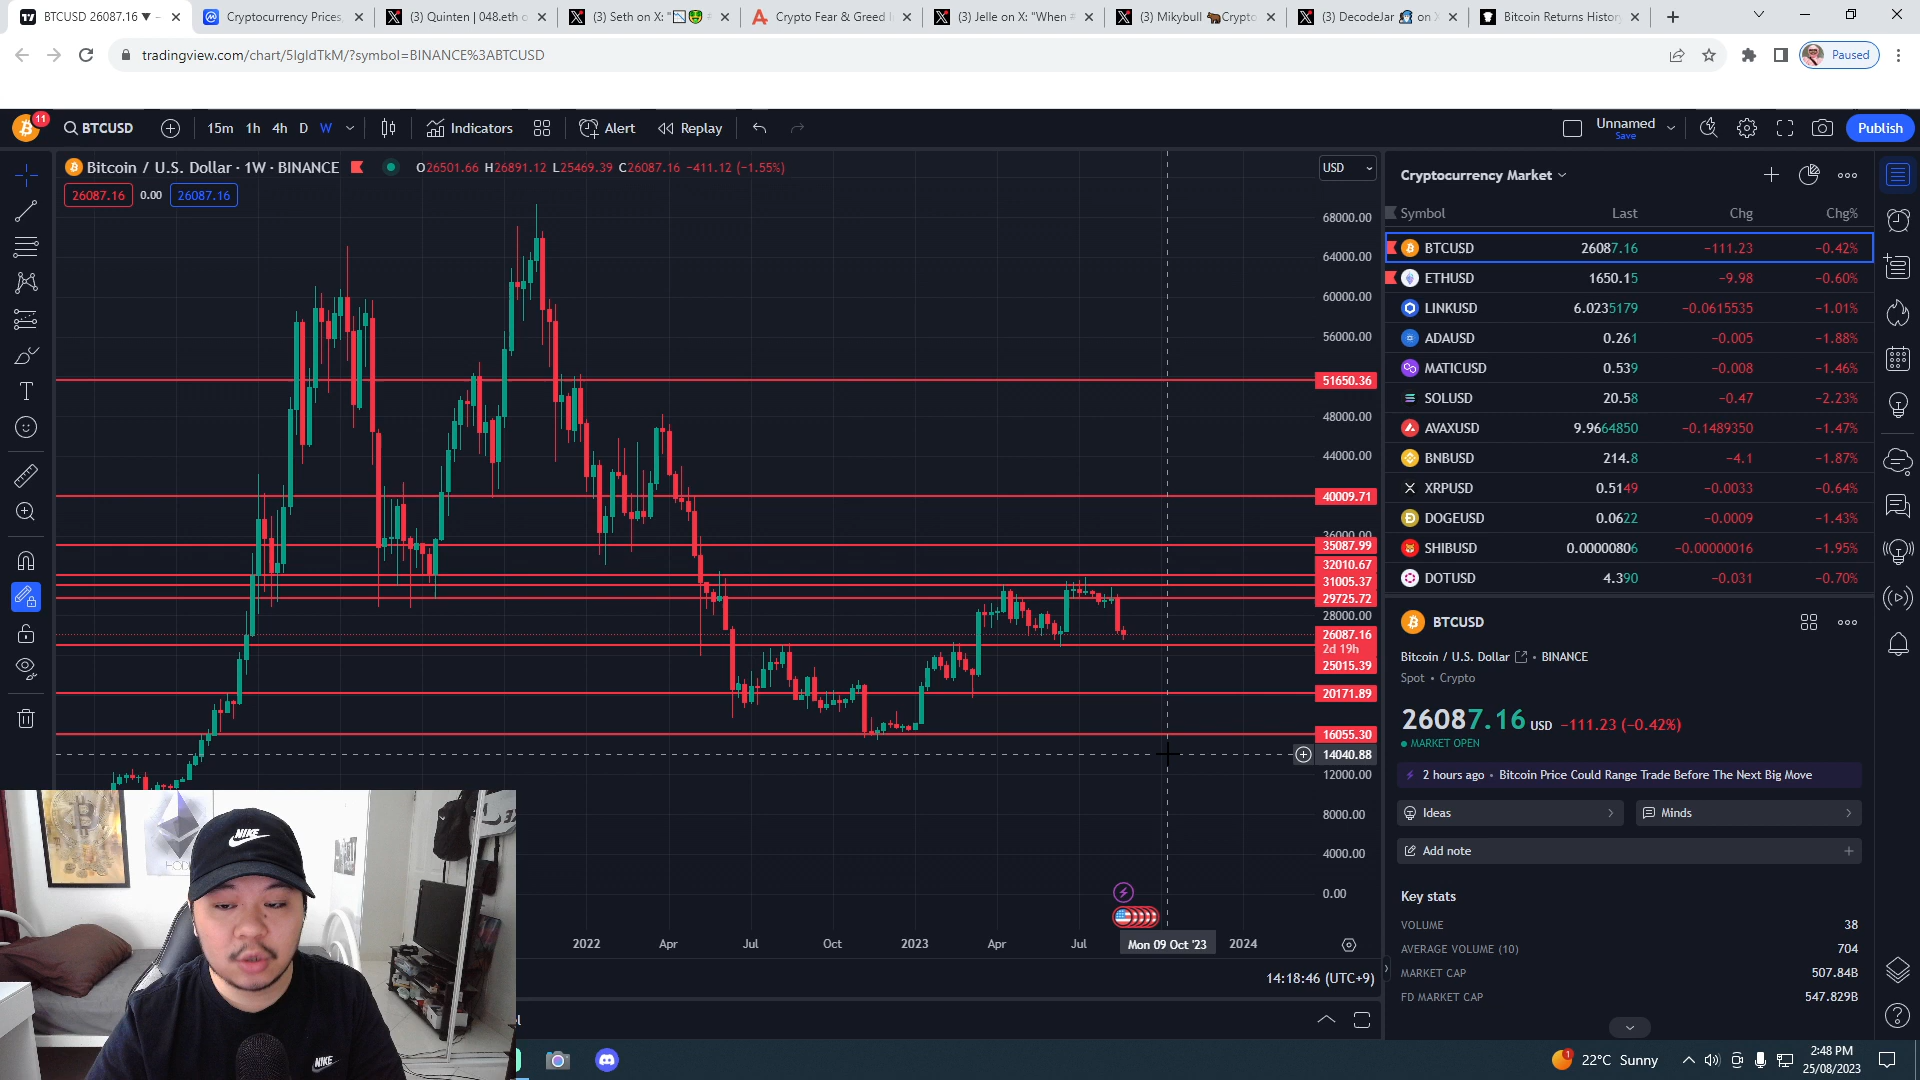 BTCUSD 26087.16 ▼ −
Cryptocurrency Prices,
(3) Quinten | 048.eth o
(3) Seth on X: "
Crypto Fear & Greed I
(3) Jelle on X: "When #
(3) Mikybull 🐂Crypto
(3) DecodeJar on X
Bitcoin Returns History
tradingview.com/chart/5IgIdTkM/?symbol=BINANCE%3ABTCUSD
Paused
11
BTCUSD
15m 1h 4h D W
Indicators
Alert
Replay
Unnamed
Save
Publish
Bitcoin / U.S. Dollar · 1W · BINANCE
O26501.66 H26891.12 L25469.39 C26087.16 −411.12 (−1.55%)
26087.16 0.00 26087.16
USD
68000.00
64000.00
60000.00
56000.00
51650.36
48000.00
44000.00
40009.71
36000.00
35087.99
32010.67
31005.37
29725.72
28000.00
26087.16
2d 19h
25015.39
20171.89
16055.30
14040.88
12000.00
8000.00
4000.00
0.00
2022 Apr Jul Oct 2023 Apr Jul Mon 09 Oct '23 2024
14:18:46 (UTC+9)
Cryptocurrency Market
Symbol Last Chg Chg%
BTCUSD 26087.16 −111.23 −0.42%
ETHUSD 1650.15 −9.98 −0.60%
LINKUSD 6.0235179 −0.0615535 −1.01%
ADAUSD 0.261 −0.005 −1.88%
MATICUSD 0.539 −0.008 −1.46%
SOLUSD 20.58 −0.47 −2.23%
AVAXUSD 9.9664850 −0.1489350 −1.47%
BNBUSD 214.8 −4.1 −1.87%
XRPUSD 0.5149 −0.0033 −0.64%
DOGEUSD 0.0622 −0.0009 −1.43%
SHIBUSD 0.00000806 −0.00000016 −1.95%
DOTUSD 4.390 −0.031 −0.70%
BTCUSD
Bitcoin / U.S. Dollar • BINANCE
Spot • Crypto
26087.16 USD −111.23 (−0.42%)
MARKET OPEN
2 hours ago • Bitcoin Price Could Range Trade Before The Next Big Move
Ideas
Minds
Add note
Key stats
VOLUME 38
AVERAGE VOLUME (10) 704
MARKET CAP 507.84B
FD MARKET CAP 547.829B
NIKE
NIKE
1
22°C Sunny
2:48 PM
25/08/2023